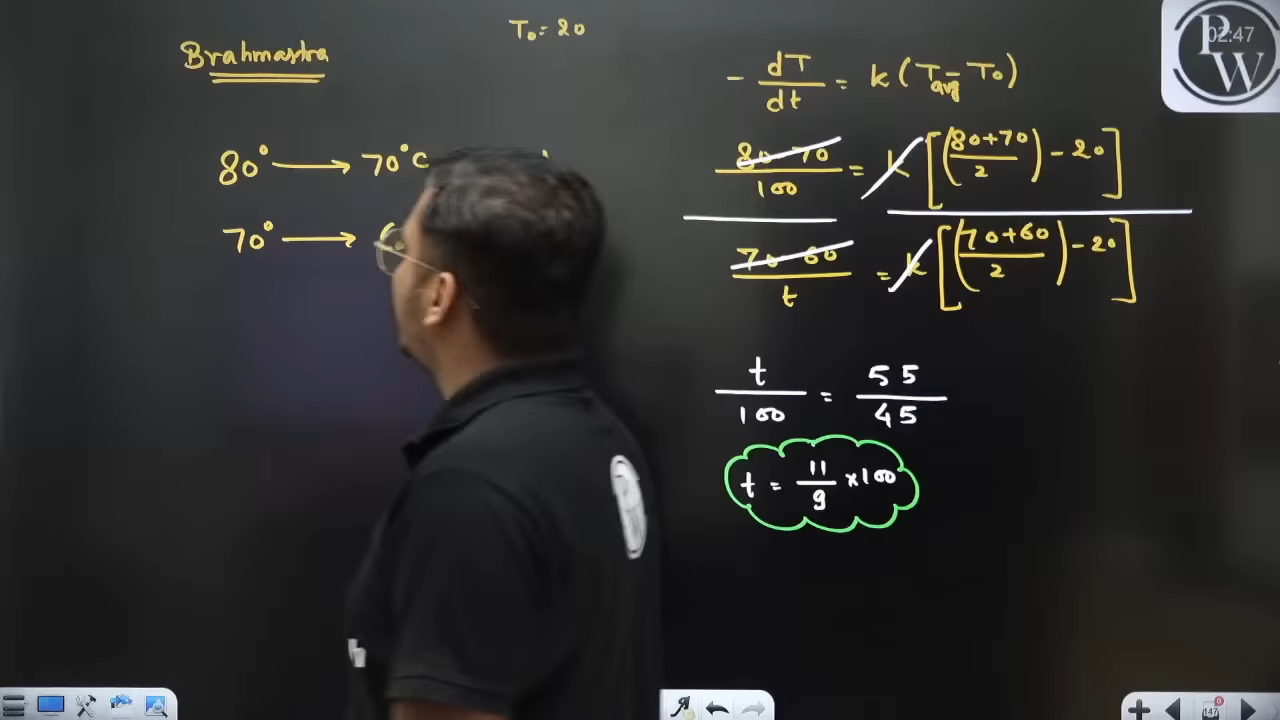 T₀ = 20
Brahmastra
80° → 70°C
70° →
- dT/dt = k (T_avg - T₀)
(80 - 70)/100 = k [((80+70)/2) - 20]
(70 - 60)/t = k [((70+60)/2) - 20]
t/100 = 55/45
t = 11/9 × 100
PW
02:47
147